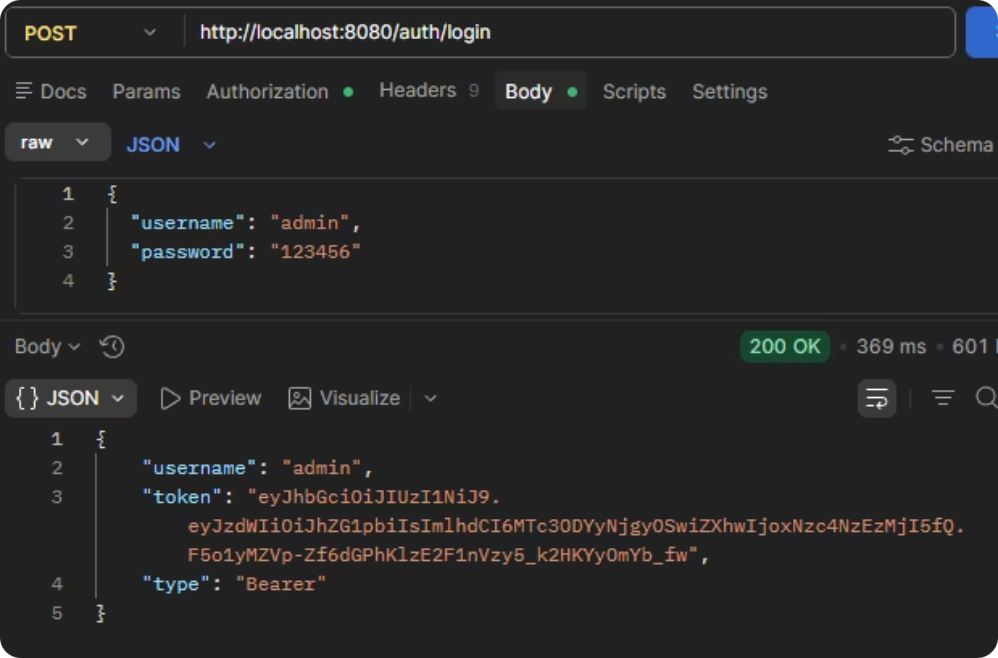 POST http://localhost:8080/auth/login
Docs Params Authorization Headers 9 Body Scripts Settings
raw JSON Schema
1 {
2 "username": "admin",
3 "password": "123456"
4 }
Body 200 OK • 369 ms • 601
{} JSON Preview Visualize
1 {
2 "username": "admin",
3 "token": "eyJhbGciOiJIUzI1NiJ9.
eyJzdWIiOiJhZG1pbiIsImlhdCI6MTc3ODYyNjgyOSwiZXhwIjoxNzc4NzEzMjI5fQ.
F5o1yMZVp-Zf6dGPhKlzE2F1nVzy5_k2HKYyOmYb_fw",
4 "type": "Bearer"
5 }